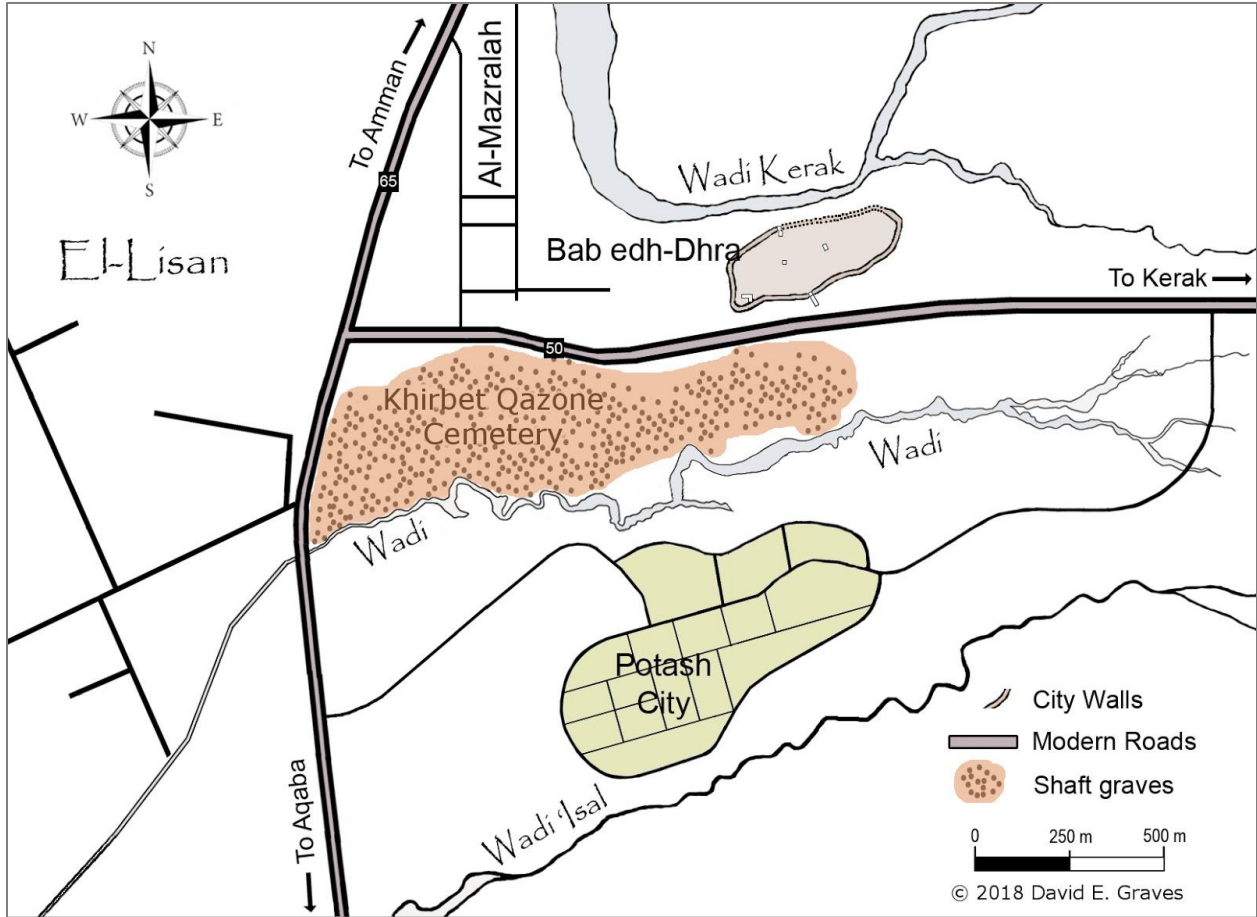 N
W
E
S
To Amman
65
Al-Mazralah
Wadi Kerak
El-Lisan
Bab edh-Dhra
To Kerak
50
Khirbet Qazone
Cemetery
Wadi
Wadi
Potash
City
Wadi 'Isal
To Aqaba
City Walls
Modern Roads
Shaft graves
0 250 m 500 m
© 2018 David E. Graves